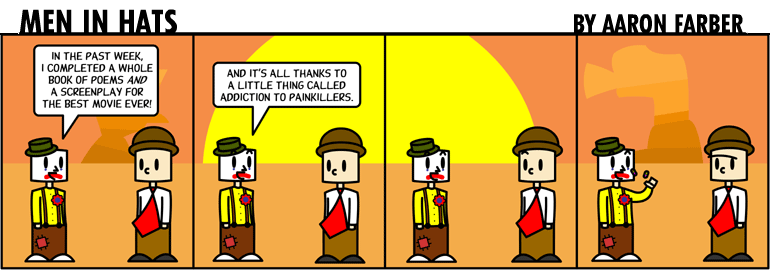 MEN IN HATS
BY AARON FARBER
IN THE PAST WEEK,
I COMPLETED A WHOLE
BOOK OF POEMS AND
A SCREENPLAY FOR
THE BEST MOVIE EVER!
AND IT'S ALL THANKS TO
A LITTLE THING CALLED
ADDICTION TO PAINKILLERS.